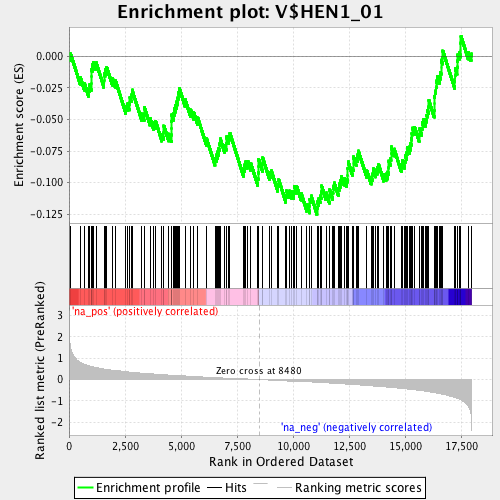 Enrichment plot: V$HEN1_01
Enrichment score (ES)
0.000
-0.025
-0.050
-0.075
-0.100
-0.125
'na_pos' (positively correlated)
Ranked list metric (PreRanked)
3
2
1
0
-1
-2
Zero cross at 8480
'na_neg' (negatively correlated)
0
2,500
5,000
7,500
10,000
12,500
15,000
17,500
Rank in Ordered Dataset
Enrichment profile
Hits
Ranking metric scores